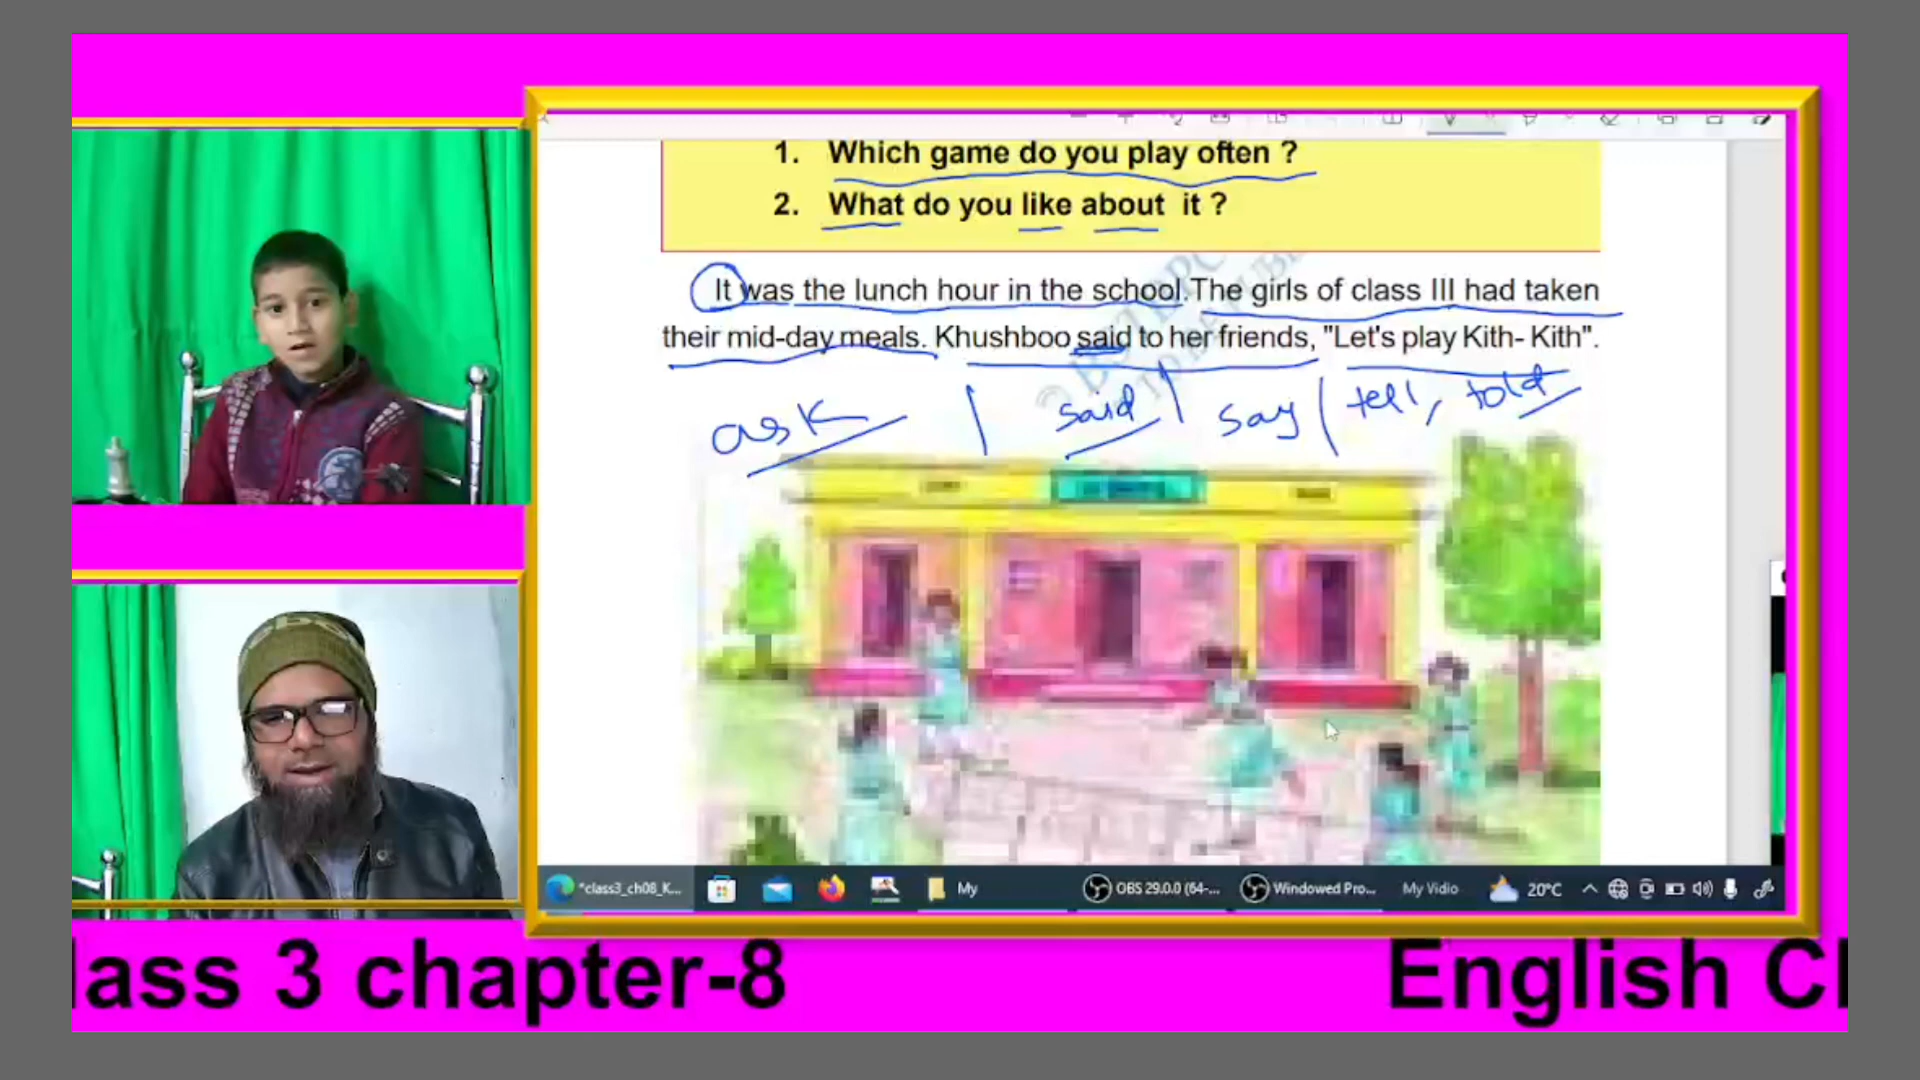 1. Which game do you play often ?
2. What do you like about it ?
It was the lunch hour in the school.The girls of class III had taken
their mid-day meals. Khushboo said to her friends, "Let's play Kith- Kith".
ask | said | say | tell, told
*class3_ch08_K... My OBS 29.0.0 (64-... Windowed Pro... My Vidio 20°C
lass 3 chapter-8 English Cl